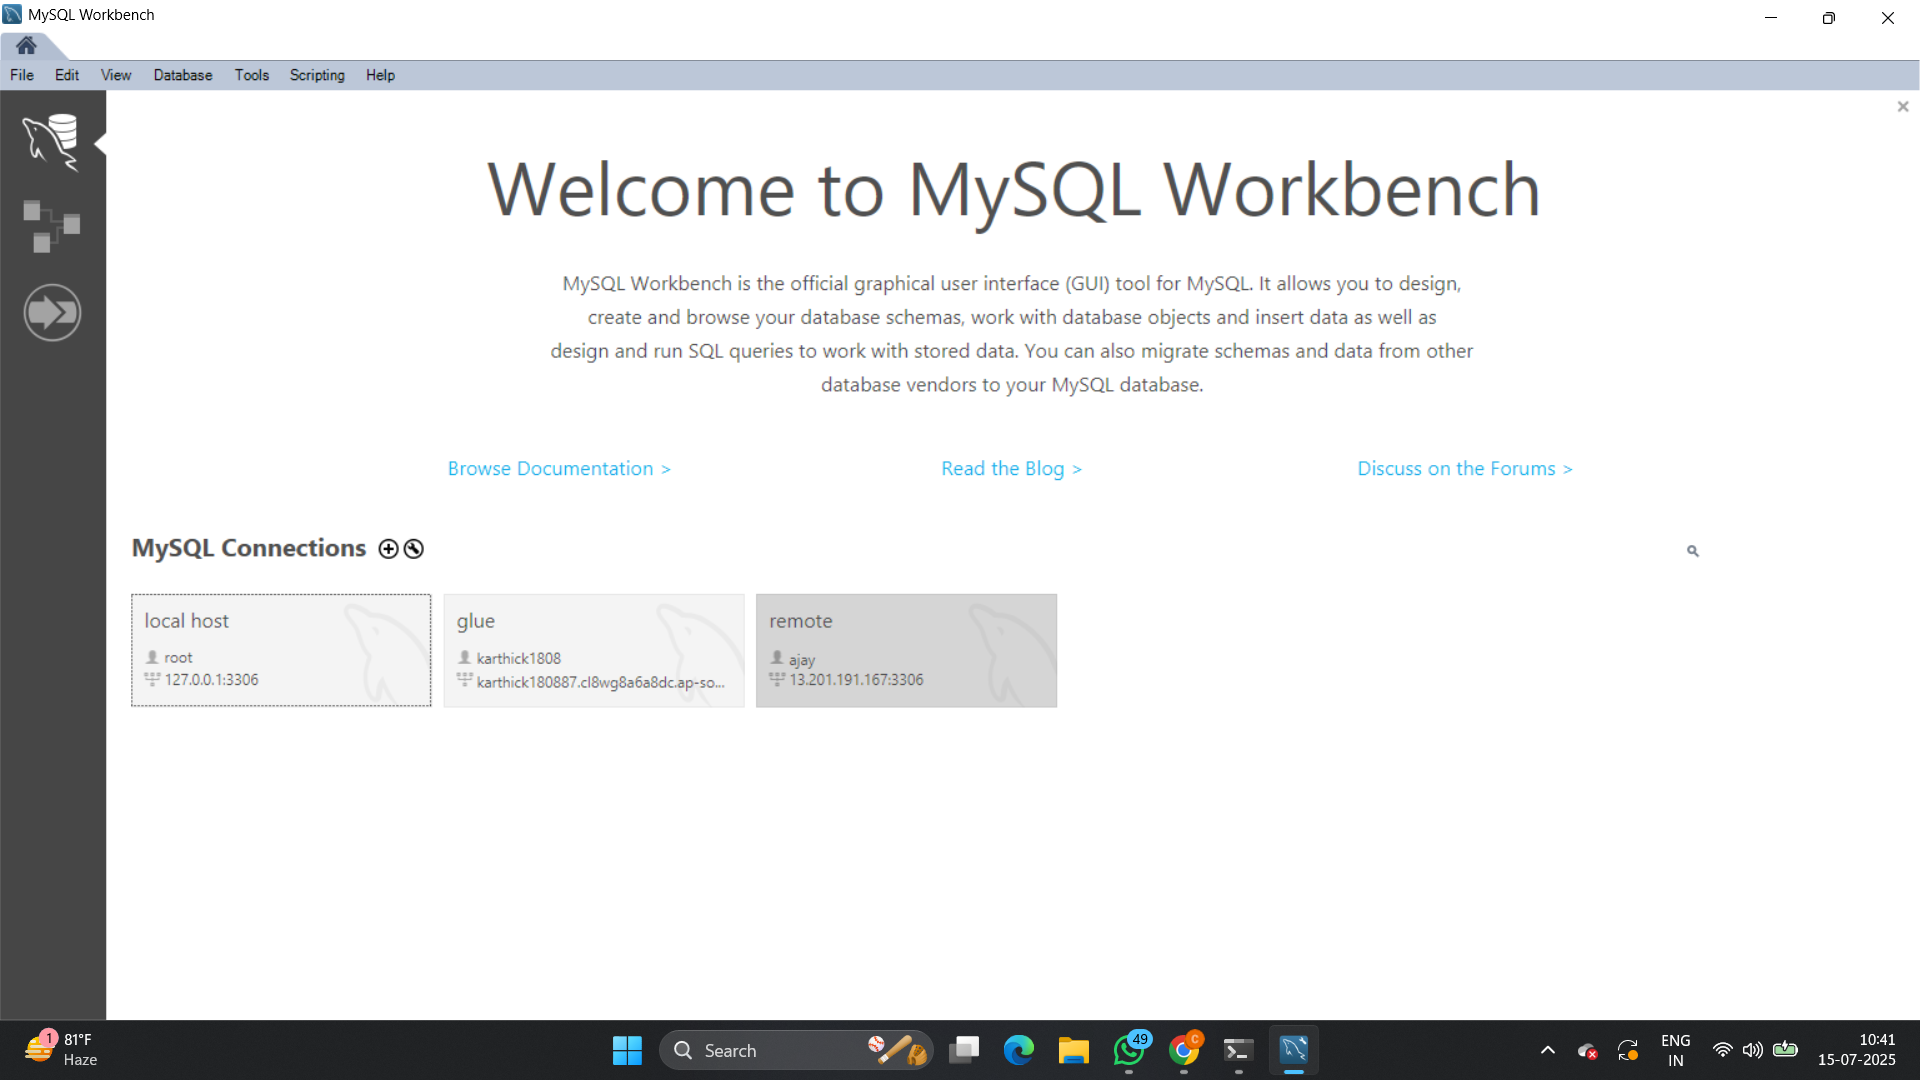 MySQL Workbench
File Edit View Database Tools Scripting Help
Welcome to MySQL Workbench
MySQL Workbench is the official graphical user interface (GUI) tool for MySQL. It allows you to design,
create and browse your database schemas, work with database objects and insert data as well as
design and run SQL queries to work with stored data. You can also migrate schemas and data from other
database vendors to your MySQL database.
Browse Documentation >
Read the Blog >
Discuss on the Forums >
MySQL Connections
local host
root
127.0.0.1:3306
glue
karthick1808
karthick180887.cl8wg8a6a8dc.ap-so...
remote
ajay
13.201.191.167:3306
1
81°F
Haze
Search
49
C
ENG
IN
10:41
15-07-2025